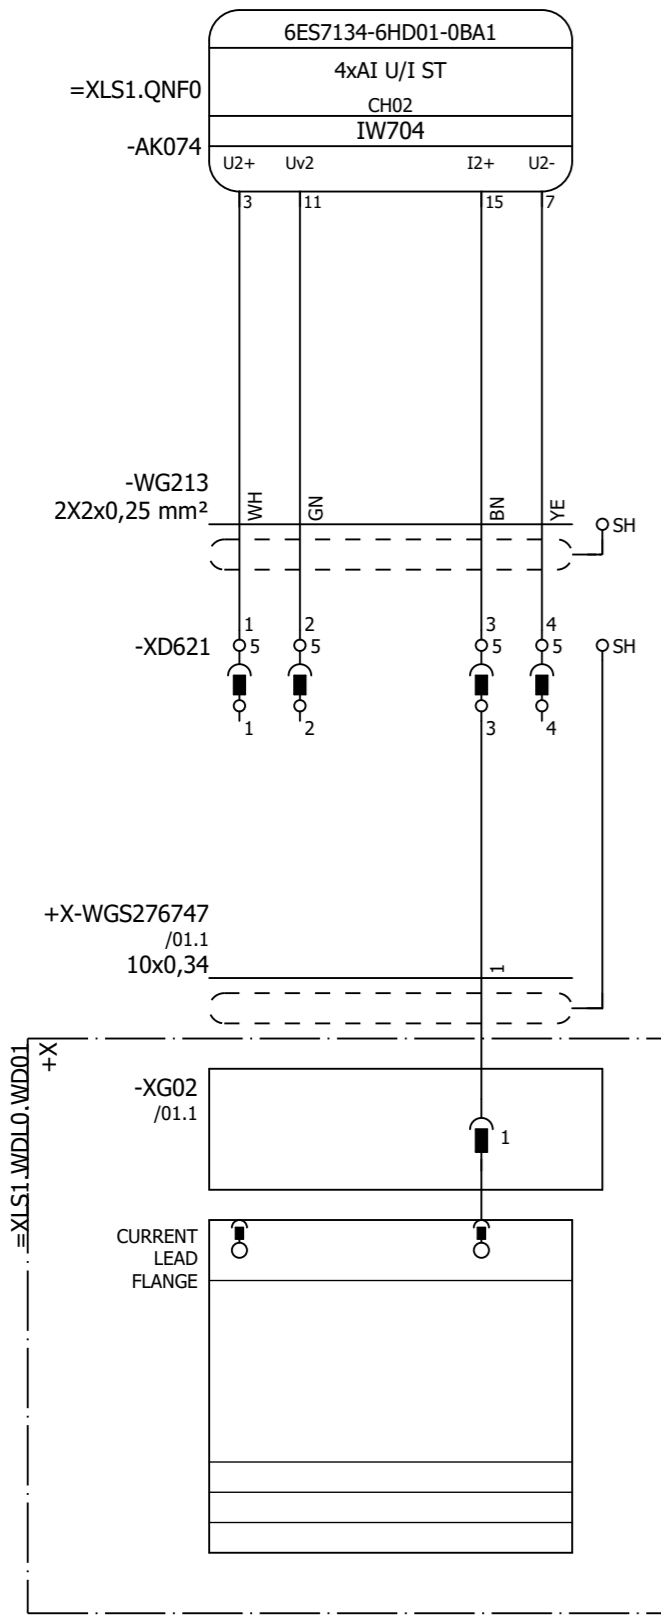 6ES7134-6HD01-0BA1
4xAI U/I ST
=XLS1.QNF0
CH02
IW704
-AK074
U2+ Uv2 I2+ U2-
3 11 15 7
-WG213
2X2x0,25 mm²
WH GN BN YE
SH
1 2 3 4
-XD621 5 5 5 5 SH
1 2 3 4
+X-WGS276747
/01.1
10x0,34
1
=XLS1.WDL0.WD01
+X
-XG02
/01.1
1
CURRENT
LEAD
FLANGE